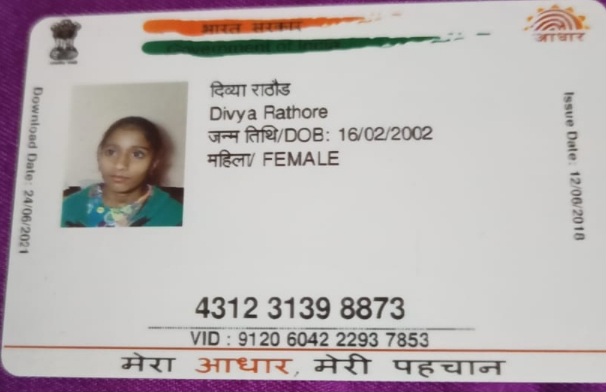 भारत सरकार
Government of India
आधार
दिव्या राठौड
Divya Rathore
जन्म तिथि/DOB: 16/02/2002
महिला/ FEMALE
Download Date: 24/06/2021
Issue Date: 12/06/2018
4312 3139 8873
VID : 9120 6042 2293 7853
मेरा आधार, मेरी पहचान